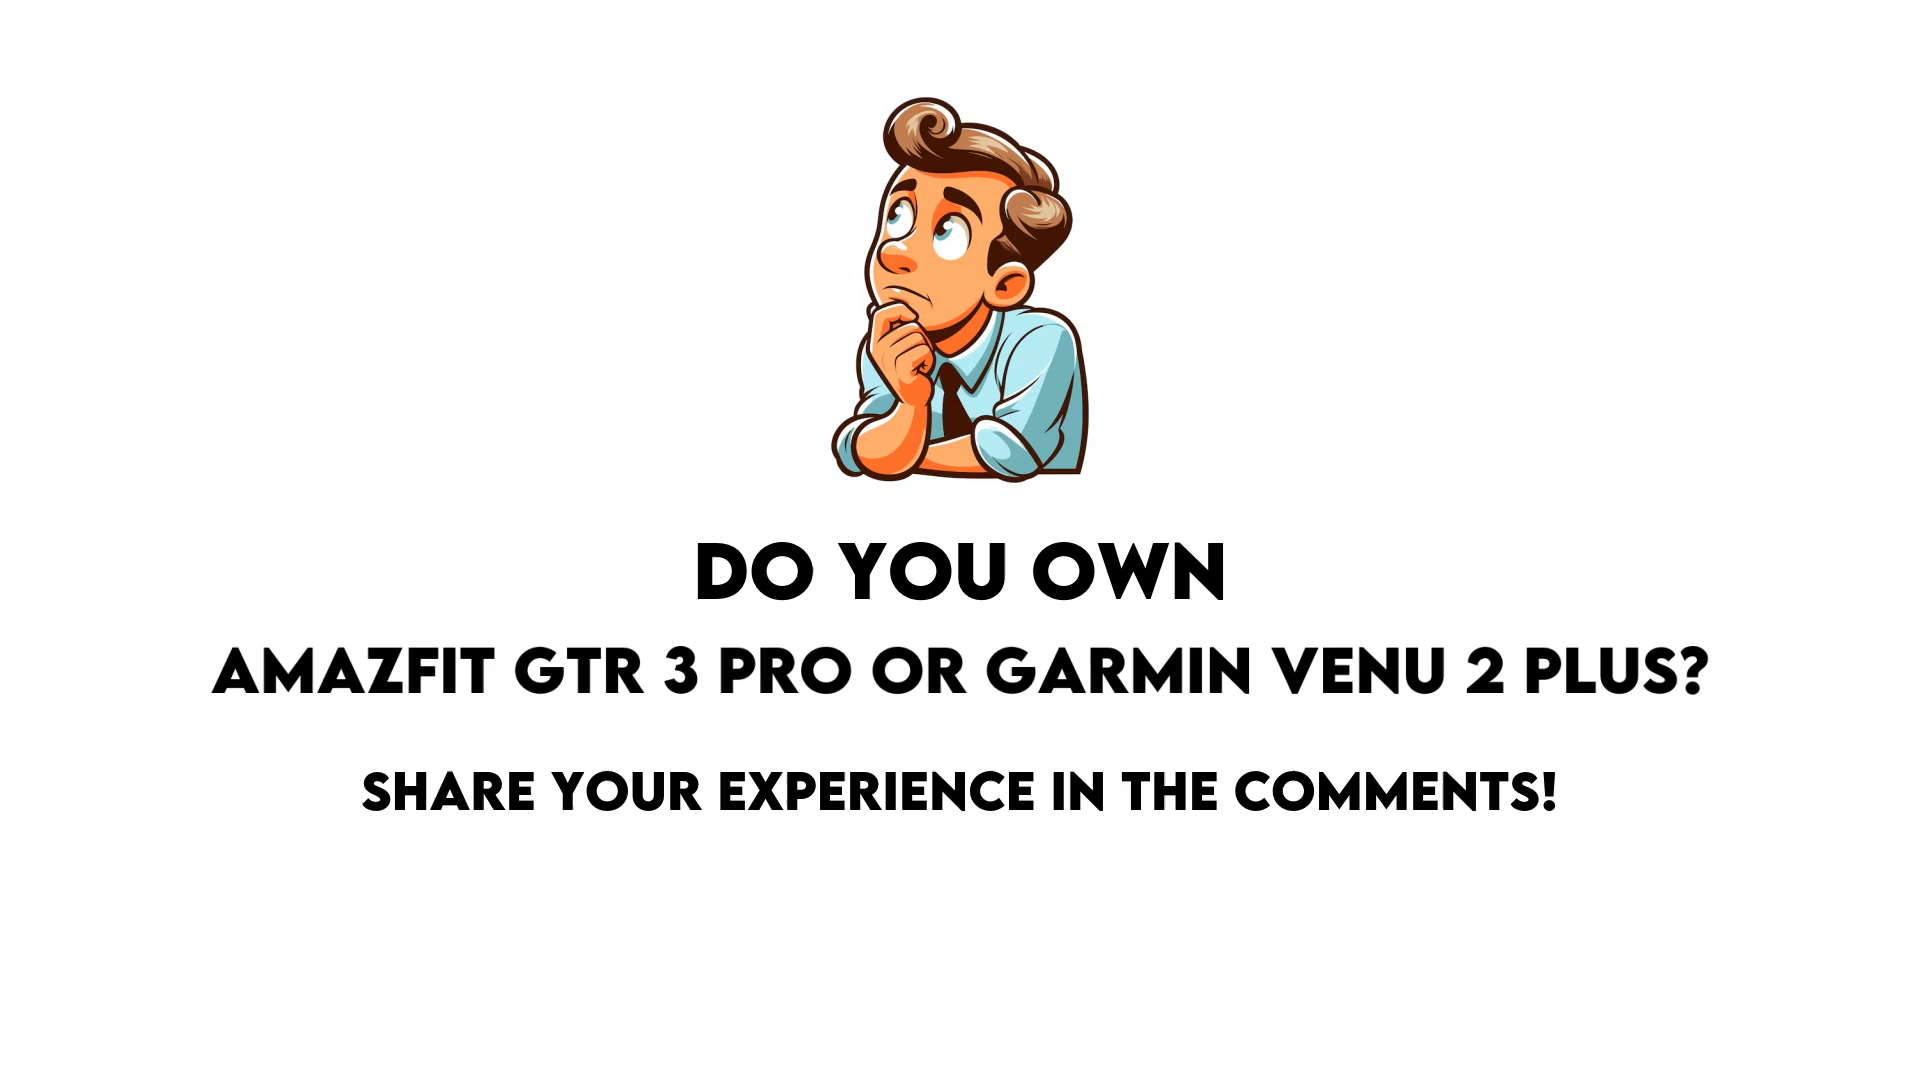 DO YOU OWN
AMAZFIT GTR 3 PRO OR GARMIN VENU 2 PLUS?
SHARE YOUR EXPERIENCE IN THE COMMENTS!